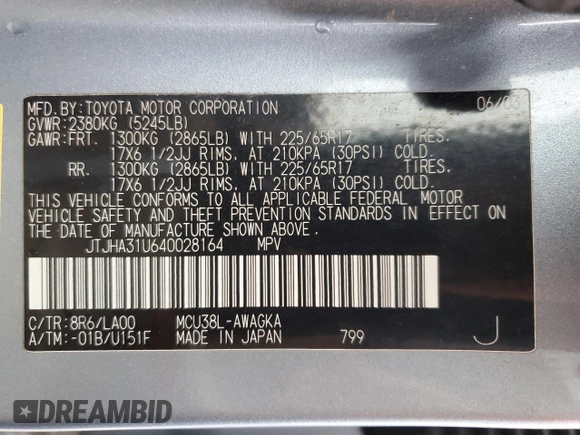 MFD.BY:TOYOTA MOTOR CORPORATION 06/03
GVWR:2380KG (5245LB)
GAWR:FRT. 1300KG (2865LB) WITH 225/65R17 TIRES.
17X6 1/2JJ RIMS. AT 210KPA (30PSI) COLD.
RR. 1300KG (2865LB) WITH 225/65R17 TIRES.
17X6 1/2JJ RIMS. AT 210KPA (30PSI) COLD.
THIS VEHICLE CONFORMS TO ALL APPLICABLE FEDERAL MOTOR
VEHICLE SAFETY AND THEFT PREVENTION STANDARDS IN EFFECT ON
THE DATE OF MANUFACTURE SHOWN ABOVE.
JTJHA31U640028164 MPV
C/TR:8R6/LA00 MCU38L-AWAGKA
A/TM:-01B/U151F MADE IN JAPAN 799 J
DREAMBID